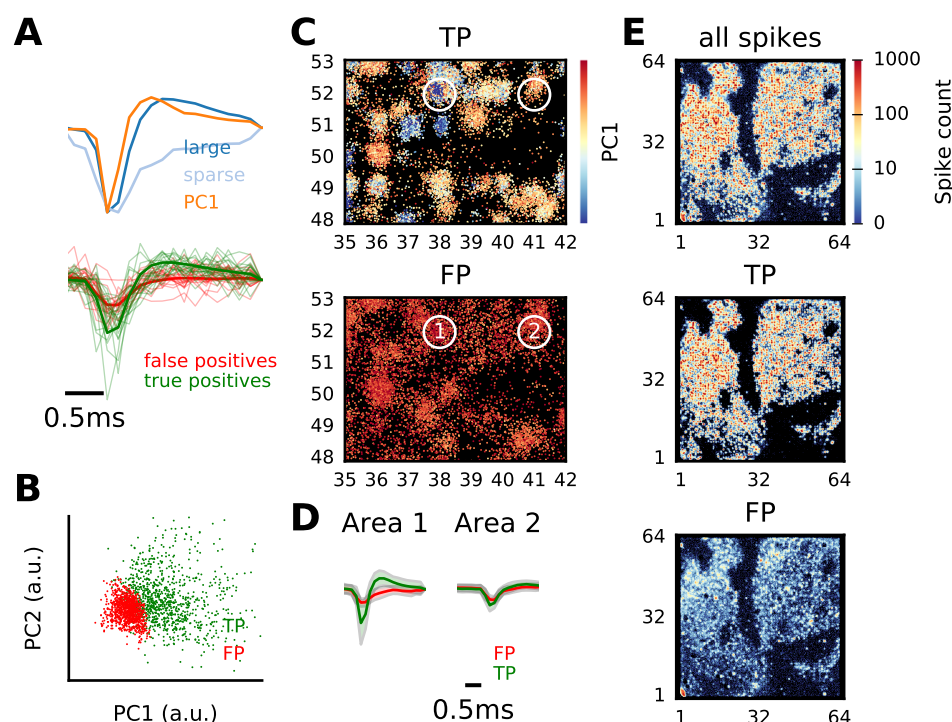 A
large
sparse
PC1
false positives
true positives
0.5ms
B
PC2 (a.u.)
TP
FP
PC1 (a.u.)
C
TP
53
52
51
50
49
48
35 36 37 38 39 40 41 42
PC1
FP
53
52
51
50
49
48
1
2
35 36 37 38 39 40 41 42
D
Area 1 Area 2
FP
TP
0.5ms
E
all spikes
64
32
1
1 32 64
1000
100
10
0
Spike count
TP
64
32
1
1 32 64
FP
64
32
1
1 32 64